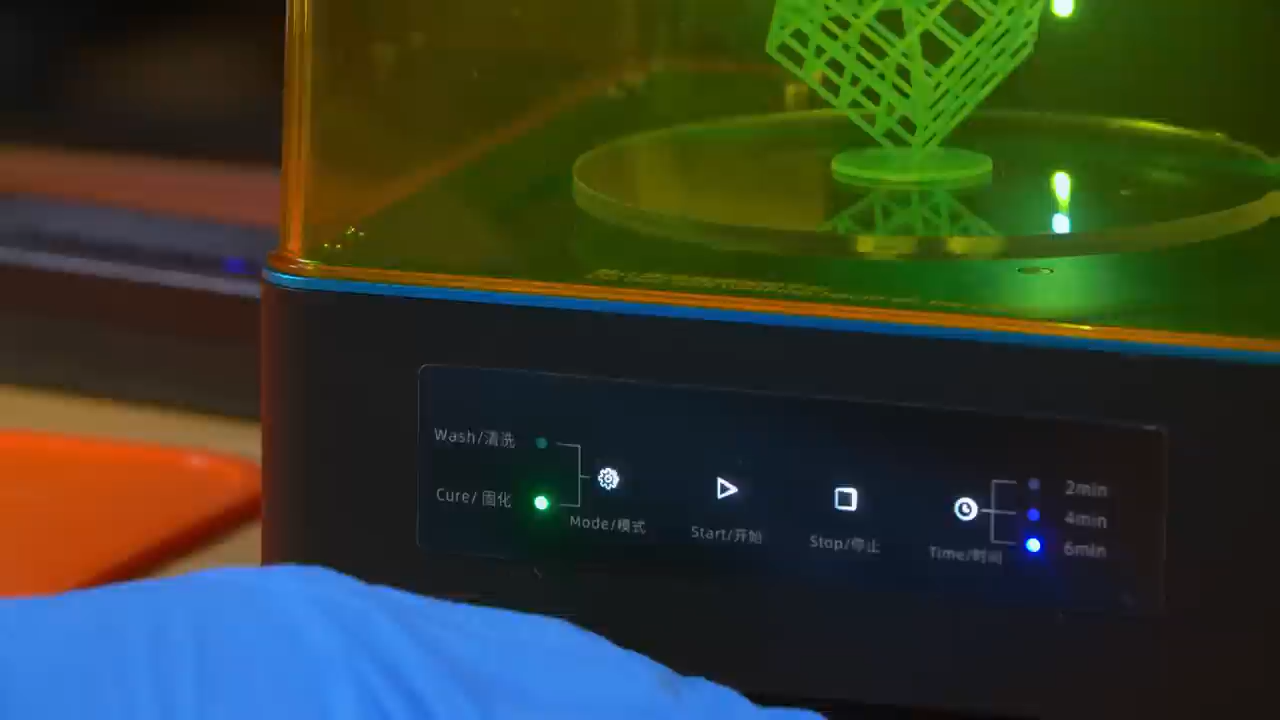 Wash/清洗
Cure/ 固化
Mode/模式
Start/开始
Stop/停止
Time/时间
2min
4min
6min